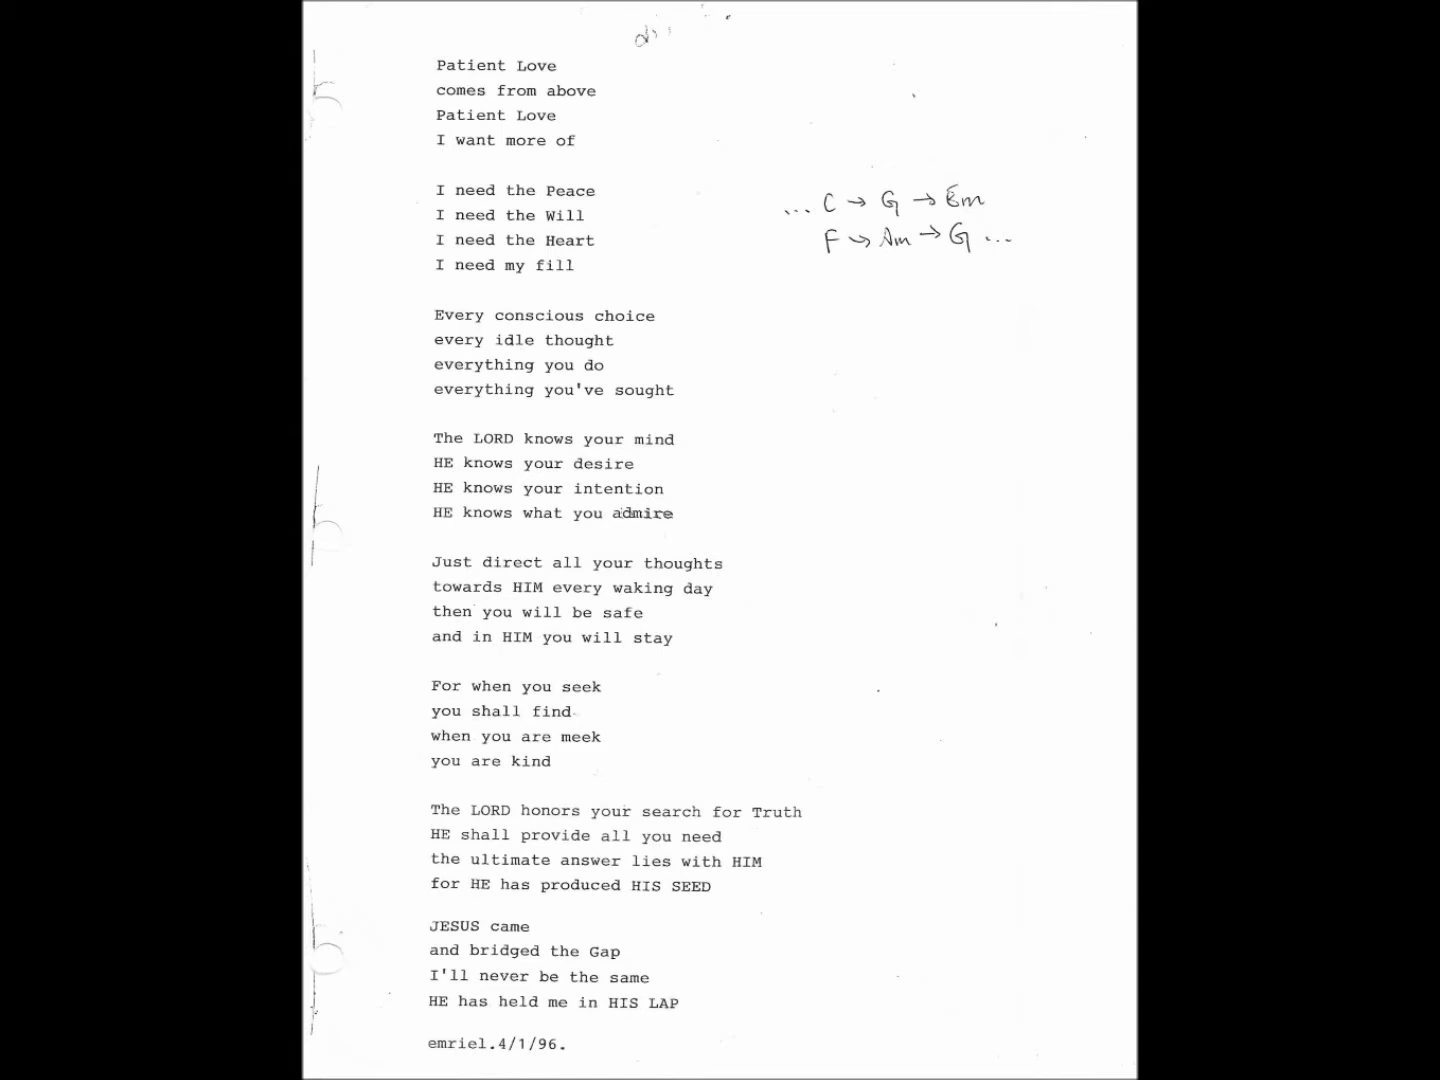 Patient Love
comes from above
Patient Love
I want more of
I need the Peace
I need the Will
I need the Heart
I need my fill
... C → G → Em
F → Am → G ...
Every conscious choice
every idle thought
everything you do
everything you've sought
The LORD knows your mind
HE knows your desire
HE knows your intention
HE knows what you admire
Just direct all your thoughts
towards HIM every waking day
then you will be safe
and in HIM you will stay
For when you seek
you shall find
when you are meek
you are kind
The LORD honors your search for Truth
HE shall provide all you need
the ultimate answer lies with HIM
for HE has produced HIS SEED
JESUS came
and bridged the Gap
I'll never be the same
HE has held me in HIS LAP
emriel.4/1/96.